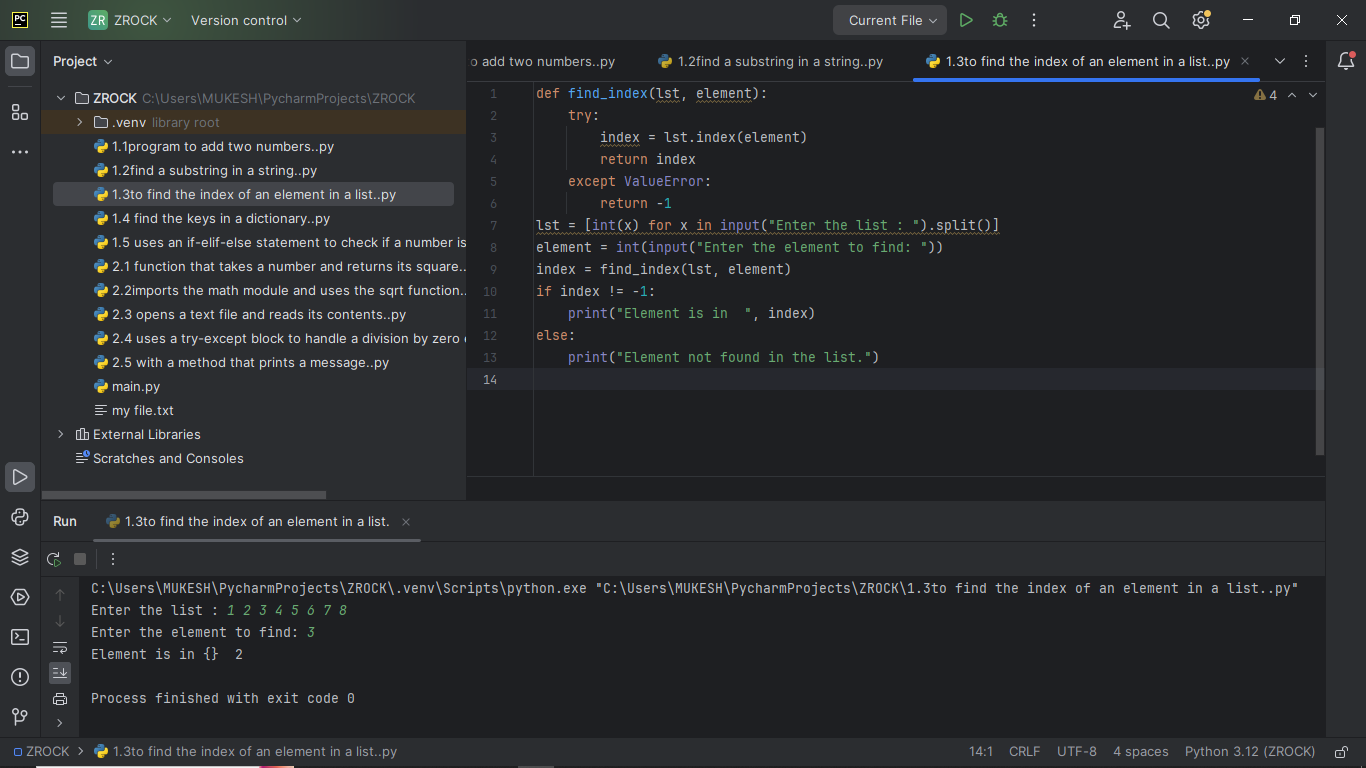 PC ZR ZROCK Version control Current File
Project
ZROCK C:\Users\MUKESH\PycharmProjects\ZROCK
.venv library root
1.1program to add two numbers..py
1.2find a substring in a string..py
1.3to find the index of an element in a list..py
1.4 find the keys in a dictionary..py
1.5 uses an if-elif-else statement to check if a number is
2.1 function that takes a number and returns its square..
2.2imports the math module and uses the sqrt function..
2.3 opens a text file and reads its contents..py
2.4 uses a try-except block to handle a division by zero e
2.5 with a method that prints a message..py
main.py
my file.txt
External Libraries
Scratches and Consoles
o add two numbers..py 1.2find a substring in a string..py 1.3to find the index of an element in a list..py
4
1 def find_index(lst, element):
2     try:
3         index = lst.index(element)
4         return index
5     except ValueError:
6         return -1
7 lst = [int(x) for x in input("Enter the list : ").split()]
8 element = int(input("Enter the element to find: "))
9 index = find_index(lst, element)
10 if index != -1:
11     print("Element is in  ", index)
12 else:
13     print("Element not found in the list.")
14
Run 1.3to find the index of an element in a list.
C:\Users\MUKESH\PycharmProjects\ZROCK\.venv\Scripts\python.exe "C:\Users\MUKESH\PycharmProjects\ZROCK\1.3to find the index of an element in a list..py"
Enter the list : 1 2 3 4 5 6 7 8
Enter the element to find: 3
Element is in {}  2
Process finished with exit code 0
ZROCK 1.3to find the index of an element in a list..py 14:1 CRLF UTF-8 4 spaces Python 3.12 (ZROCK)